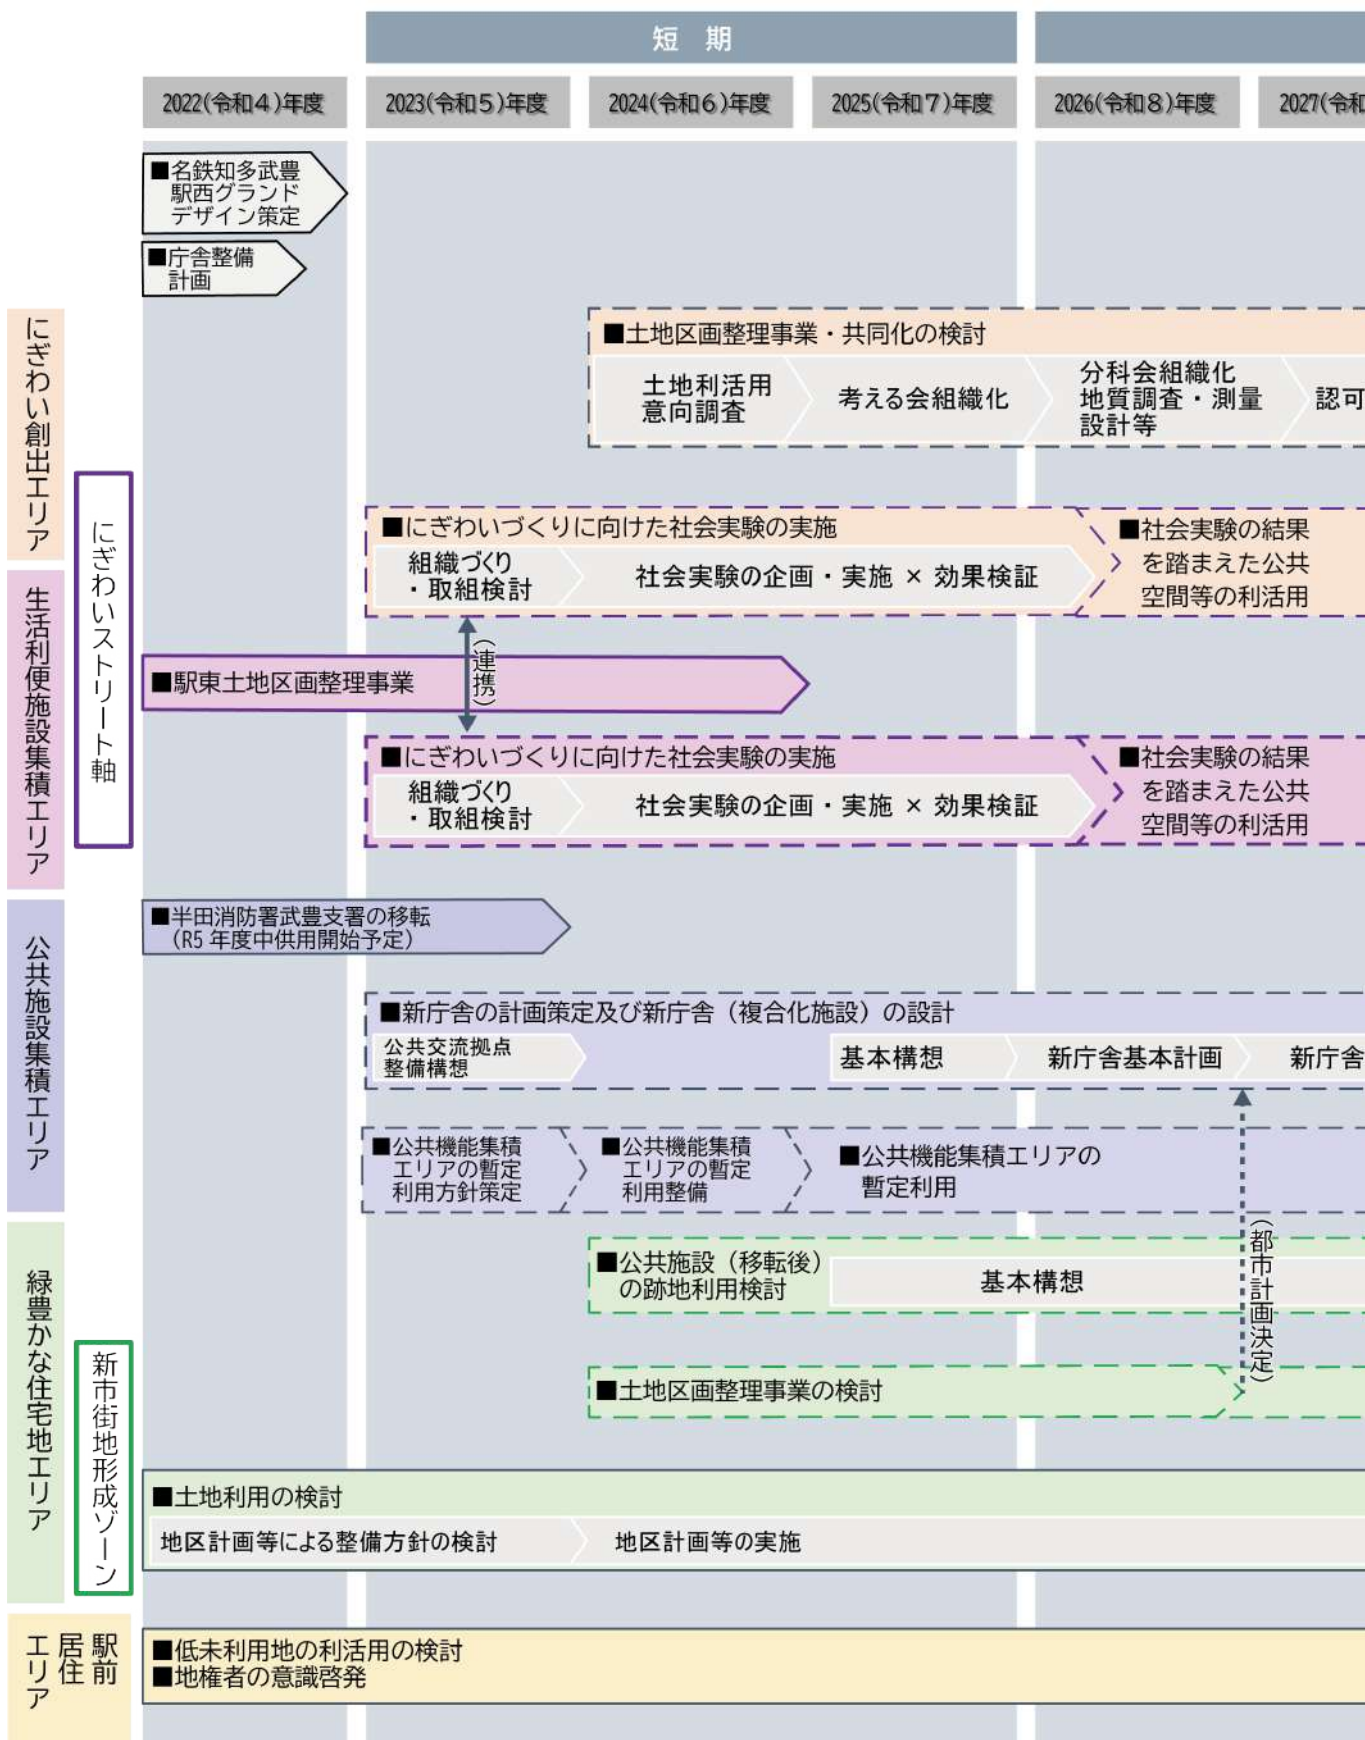 短 期
2022(令和４)年度
2023(令和５)年度
2024(令和６)年度
2025(令和７)年度
2026(令和８)年度
2027(令和
■名鉄知多武豊
駅西グランド
デザイン策定
■庁舎整備
計画
にぎわい創出エリア
■土地区画整理事業・共同化の検討
土地利活用
意向調査
考える会組織化
分科会組織化
地質調査・測量
設計等
認可
にぎわいストリート軸
■にぎわいづくりに向けた社会実験の実施
組織づくり
・取組検討
社会実験の企画・実施 × 効果検証
■社会実験の結果
を踏まえた公共
空間等の利活用
生活利便施設集積エリア
■駅東土地区画整理事業
（連携）
■にぎわいづくりに向けた社会実験の実施
組織づくり
・取組検討
社会実験の企画・実施 × 効果検証
■社会実験の結果
を踏まえた公共
空間等の利活用
公共施設集積エリア
■半田消防署武豊支署の移転
（R5 年度中供用開始予定）
■新庁舎の計画策定及び新庁舎（複合化施設）の設計
公共交流拠点
整備構想
基本構想
新庁舎基本計画
新庁舎
■公共機能集積
エリアの暫定
利用方針策定
■公共機能集積
エリアの暫定
利用整備
■公共機能集積エリアの
暫定利用
緑豊かな住宅地エリア
■公共施設（移転後）
の跡地利用検討
基本構想
（都市計画決定）
■土地区画整理事業の検討
新市街地形成ゾーン
■土地利用の検討
地区計画等による整備方針の検討
地区計画等の実施
駅前
居住
エリア
■低未利用地の利活用の検討
■地権者の意識啓発